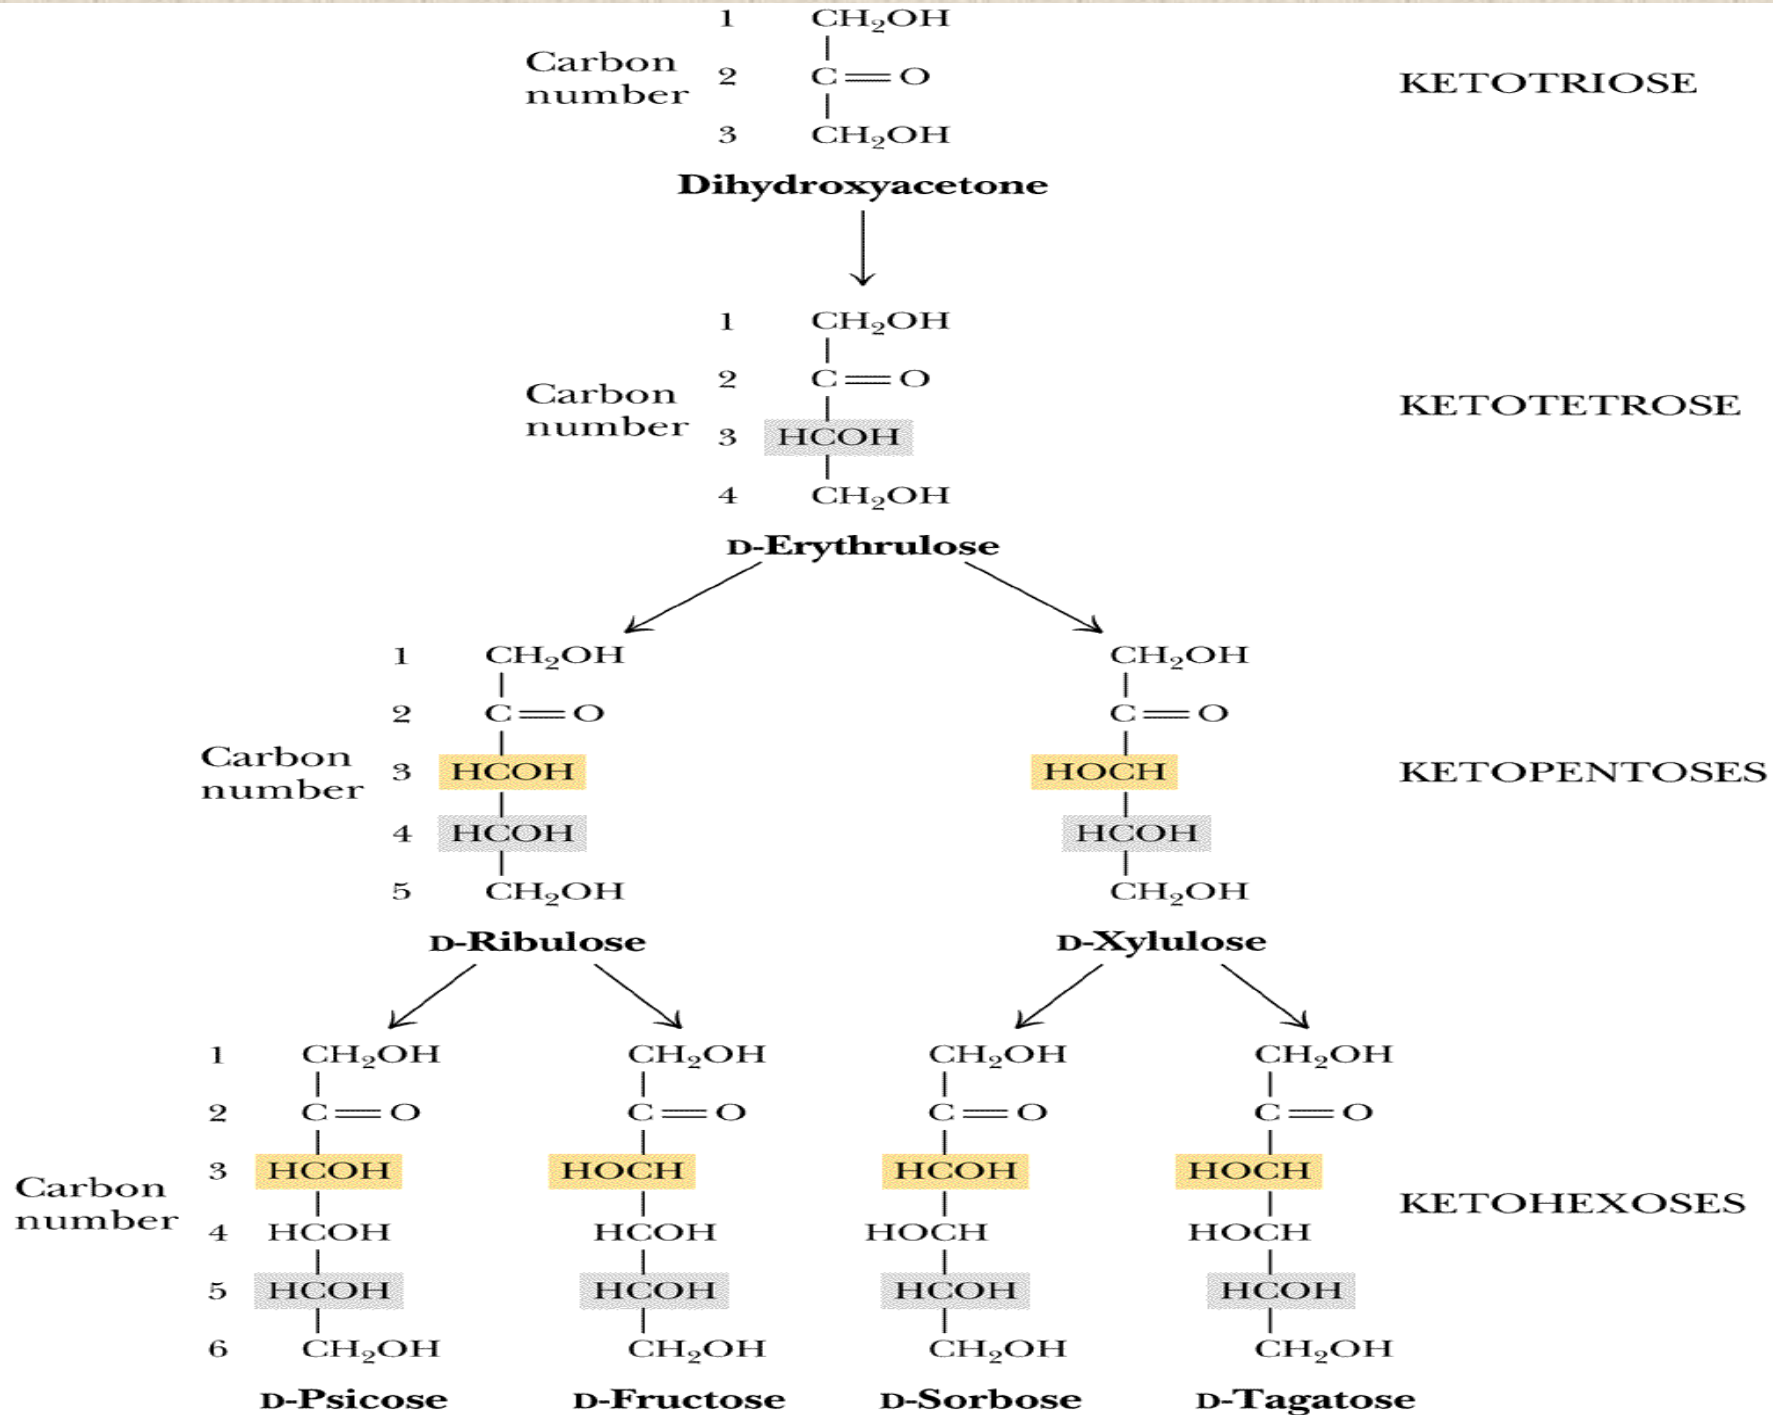 1 CH₂OH
Carbon number 2 C=O KETOTRIOSE
3 CH₂OH
Dihydroxyacetone
1 CH₂OH
2 C=O
Carbon number KETOTETROSE
3 HCOH
4 CH₂OH
D-Erythrulose
1 CH₂OH CH₂OH
2 C=O C=O
Carbon number 3 HCOH HOCH KETOPENTOSES
4 HCOH HCOH
5 CH₂OH CH₂OH
D-Ribulose D-Xylulose
1 CH₂OH CH₂OH CH₂OH CH₂OH
2 C=O C=O C=O C=O
3 HCOH HOCH HCOH HOCH
Carbon number KETOHEXOSES
4 HCOH HCOH HOCH HOCH
5 HCOH HCOH HCOH HCOH
6 CH₂OH CH₂OH CH₂OH CH₂OH
D-Psicose D-Fructose D-Sorbose D-Tagatose